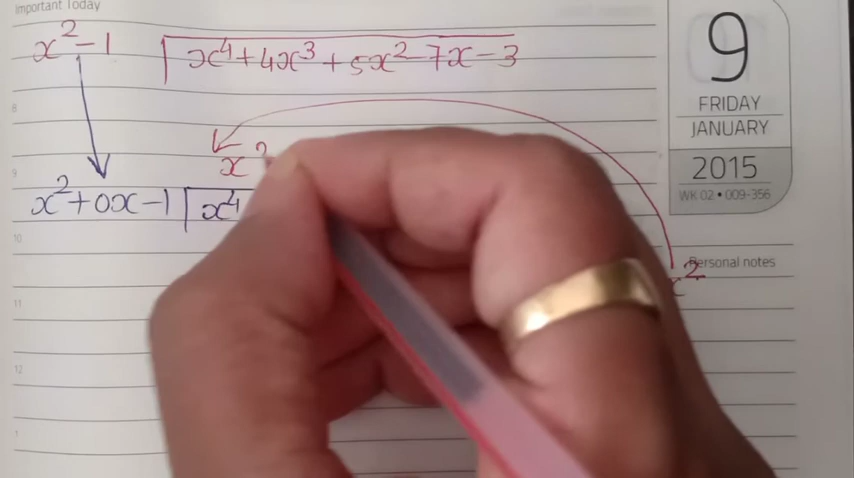 Important Today
x² - 1 | x⁴ + 4x³ + 5x² - 7x - 3
8
x²
9
x² + 0x - 1 | x⁴
10
11
12
1
9
FRIDAY
JANUARY
2015
WK 02 • 009-356
Personal notes
x²